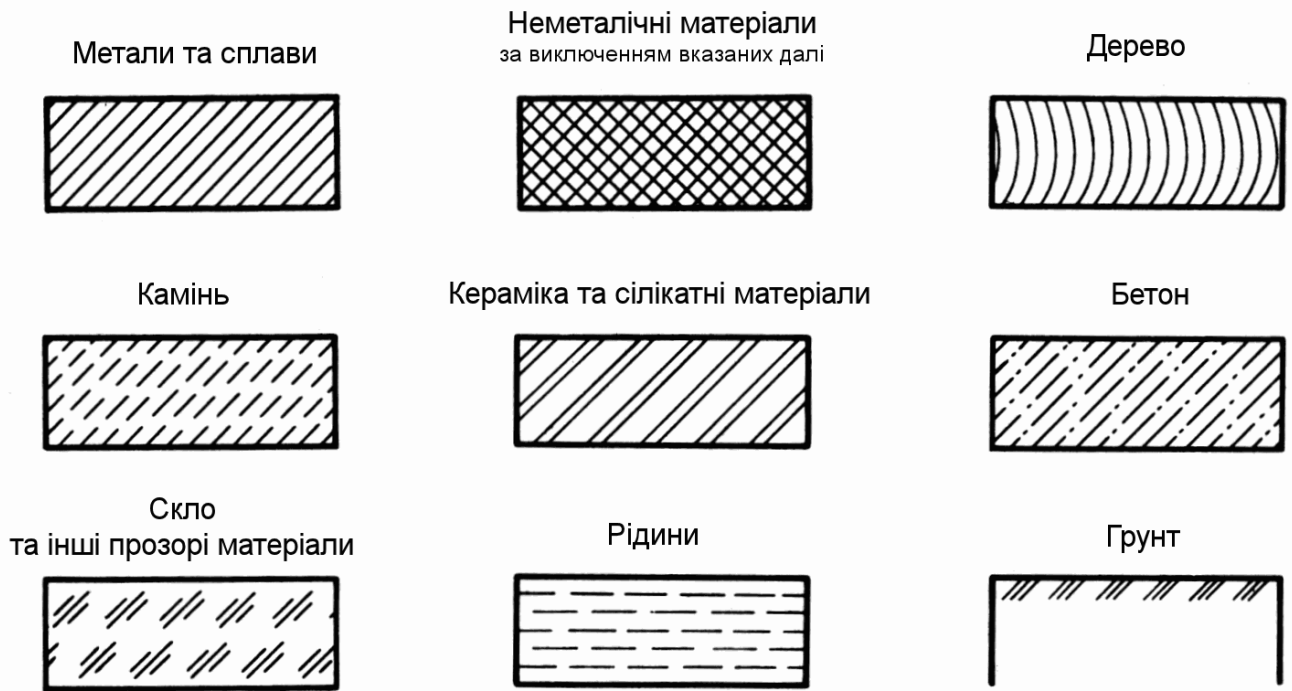 Метали та сплави
Неметалічні матеріали
за виключенням вказаних далі
Дерево
Камінь
Кераміка та сілікатні матеріали
Бетон
Скло
та інші прозорі матеріали
Рідини
Грунт